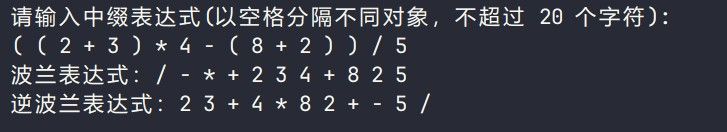 请输入中缀表达式(以空格分隔不同对象，不超过 20 个字符):
( ( 2 + 3 ) * 4 - ( 8 + 2 ) ) / 5
波兰表达式: / - * + 2 3 4 + 8 2 5
逆波兰表达式: 2 3 + 4 * 8 2 + - 5 /